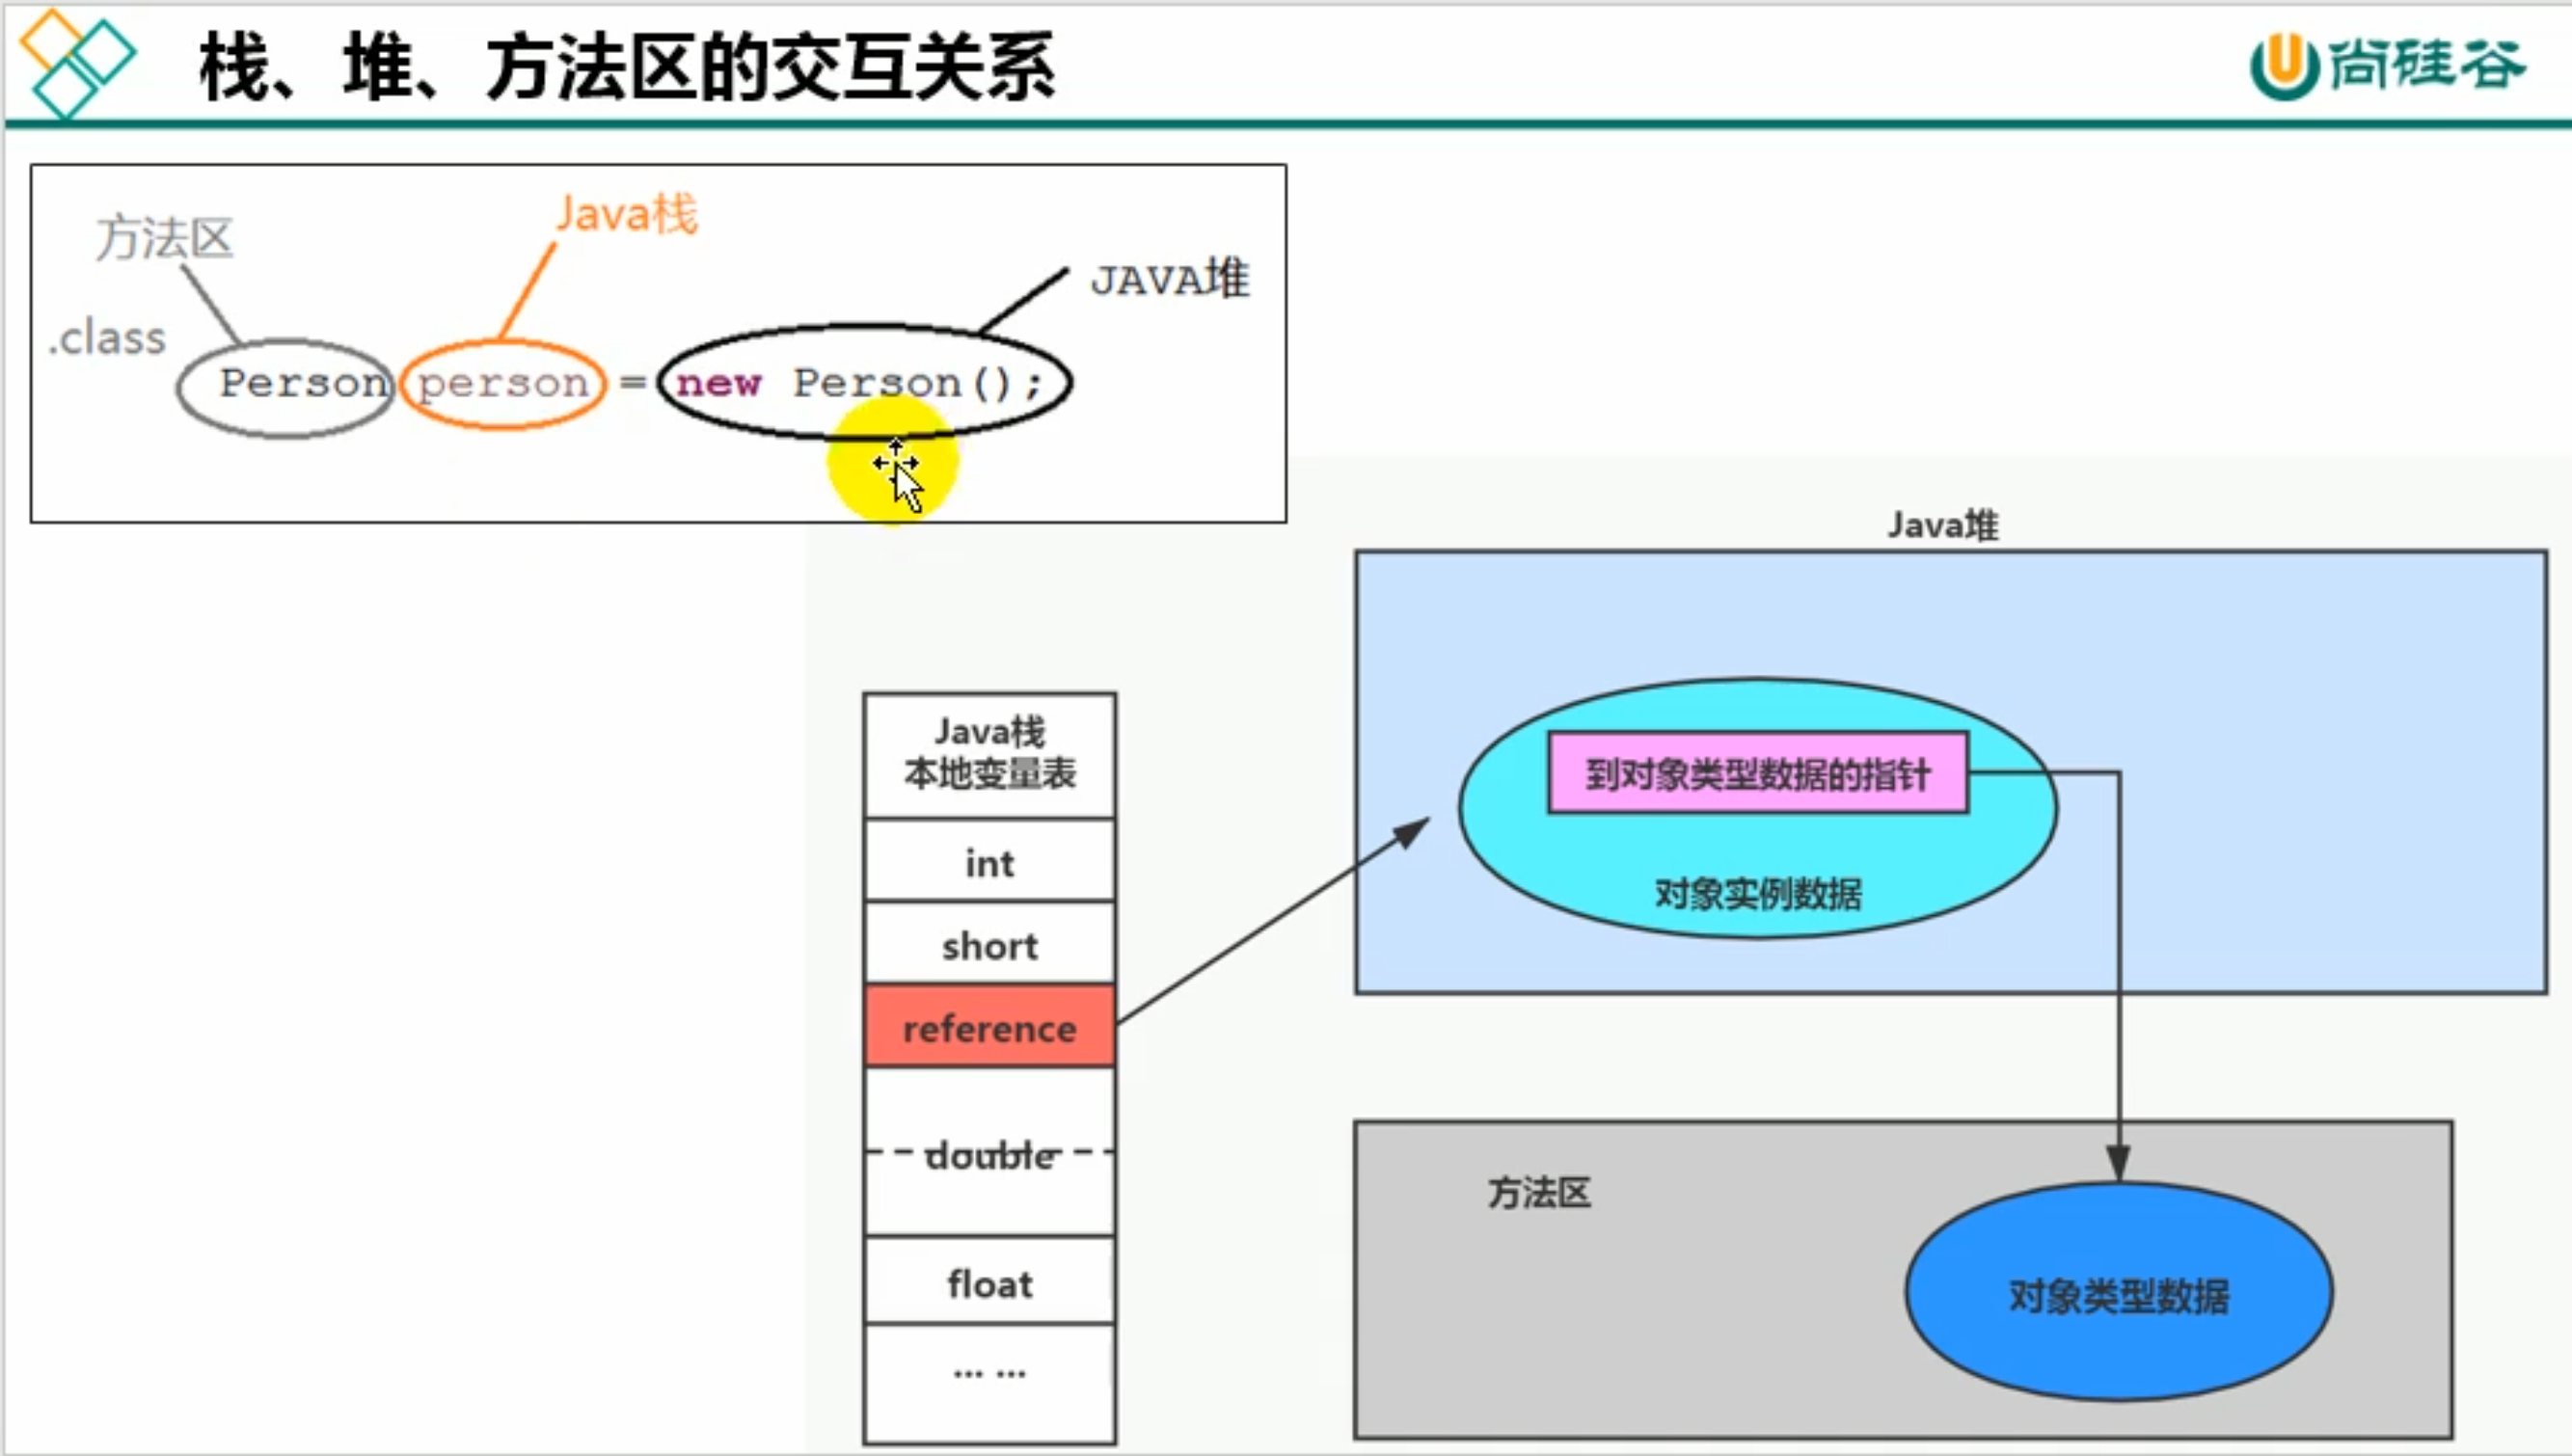 栈、堆、方法区的交互关系
尚硅谷
方法区
Java栈
JAVA堆
.class
Person person = new Person();
Java堆
到对象类型数据的指针
对象实例数据
Java栈
本地变量表
int
short
reference
double
float
... ...
方法区
对象类型数据